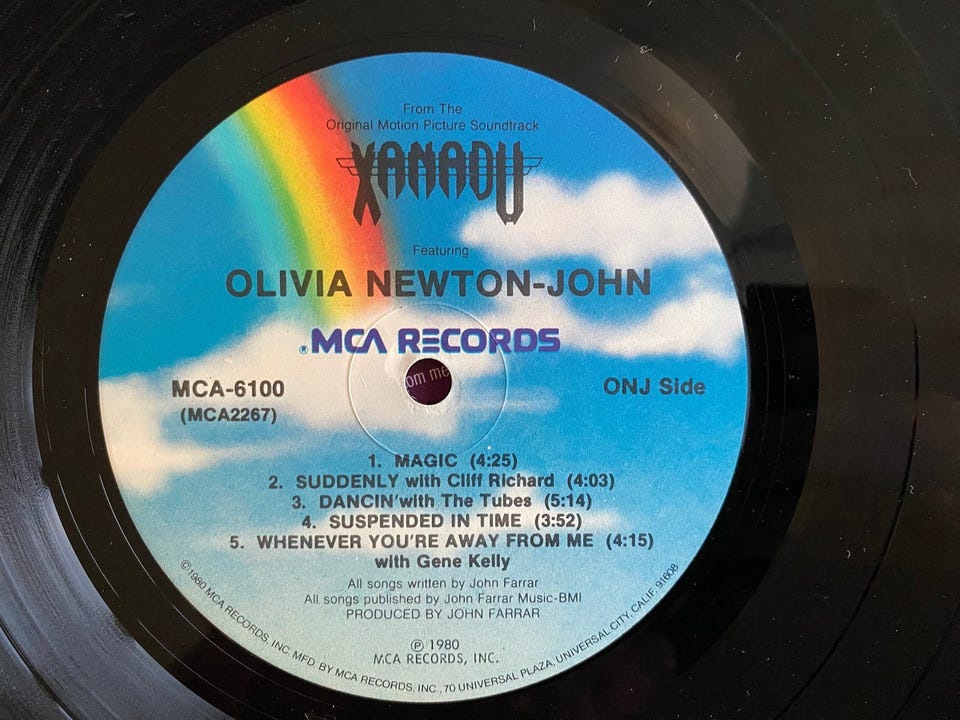 From The
Original Motion Picture Soundtrack
XANADU
Featuring
OLIVIA NEWTON-JOHN
® MCA RECORDS
om me
MCA-6100
ONJ Side
(MCA2267)
1. MAGIC (4:25)
2. SUDDENLY with Cliff Richard (4:03)
3. DANCIN'with The Tubes (5:14)
4. SUSPENDED IN TIME (3:52)
5. WHENEVER YOU'RE AWAY FROM ME (4:15)
with Gene Kelly
All songs written by John Farrar
All songs published by John Farrar Music-BMI
PRODUCED BY JOHN FARRAR
℗ 1980
MCA RECORDS, INC.
©1980 MCA RECORDS, INC. MFD. BY MCA RECORDS, INC., 70 UNIVERSAL PLAZA, UNIVERSAL CITY, CALIF. 91608